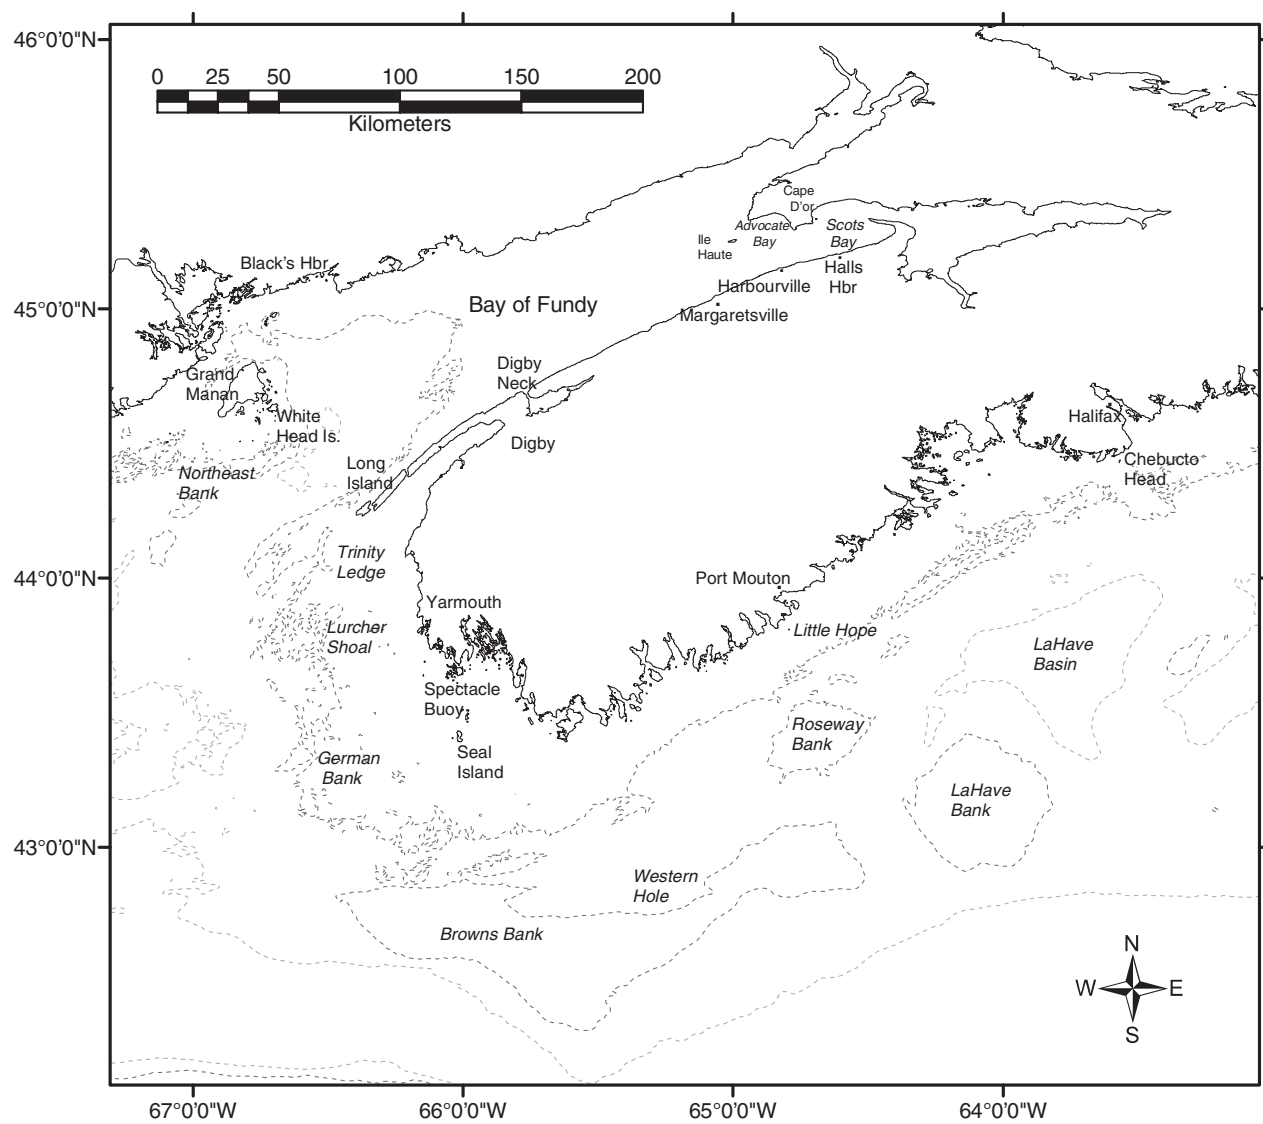 46°0'0"N
0 25 50 100 150 200
Kilometers
Cape
D'or
Advocate
Bay
Scots
Bay
Ile
Haute
Black's Hbr
Halls
Hbr
Harbourville
Bay of Fundy
45°0'0"N
Margaretsville
Digby
Neck
Grand
Manan
White
Head Is.
Halifax
Digby
Long
Island
Chebucto
Head
Northeast
Bank
Trinity
Ledge
44°0'0"N
Port Mouton
Yarmouth
Lurcher
Shoal
Little Hope
LaHave
Basin
Spectacle
Buoy
Roseway
Bank
Seal
Island
German
Bank
LaHave
Bank
43°0'0"N
Western
Hole
Browns Bank
N
W E
S
67°0'0"W 66°0'0"W 65°0'0"W 64°0'0"W